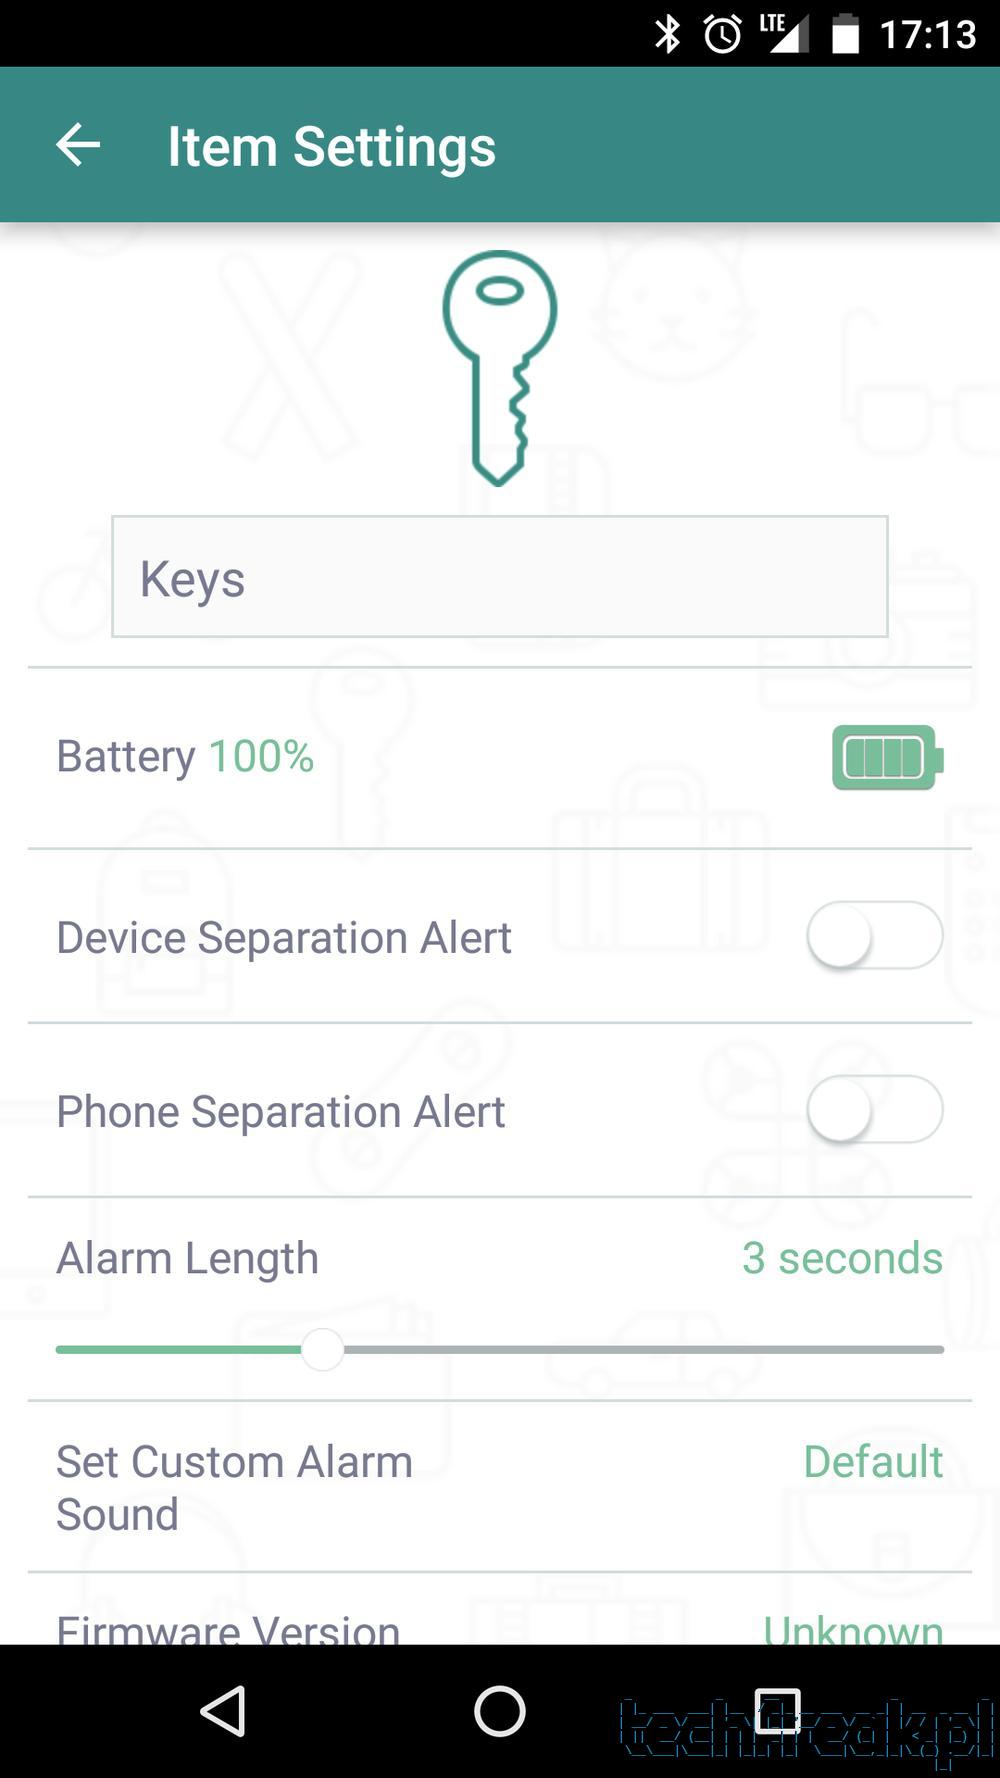 LTE 17:13
Item Settings
Keys
Battery 100%
Device Separation Alert
Phone Separation Alert
Alarm Length 3 seconds
Set Custom Alarm Default
Sound
Firmware Version Unknown
techfreak.pl